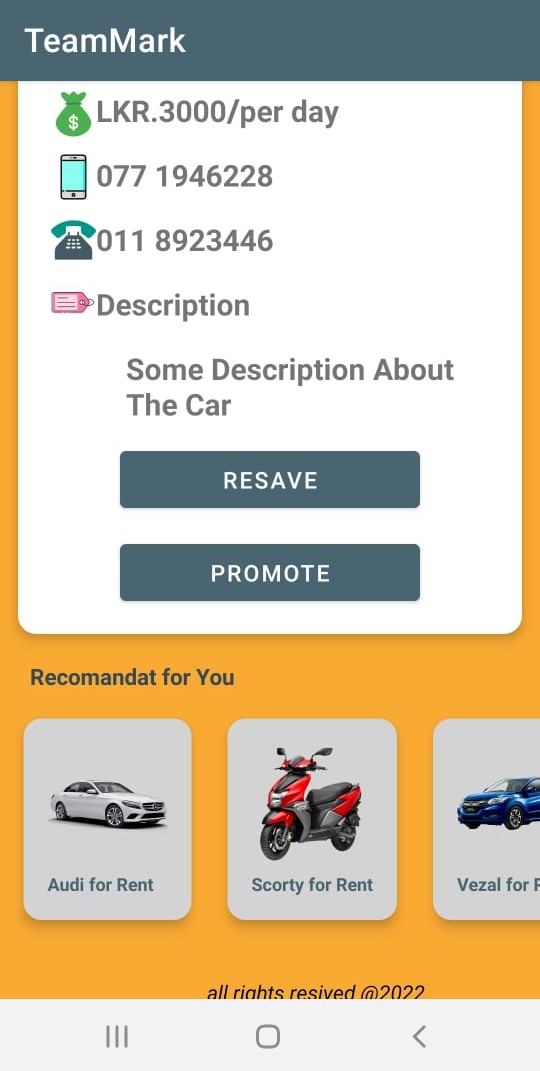 TeamMark
LKR.3000/per day
077 1946228
011 8923446
Description
Some Description About
The Car
RESAVE
PROMOTE
Recomandat for You
Audi for Rent
Scorty for Rent
Vezal for R
all rights resived @2022